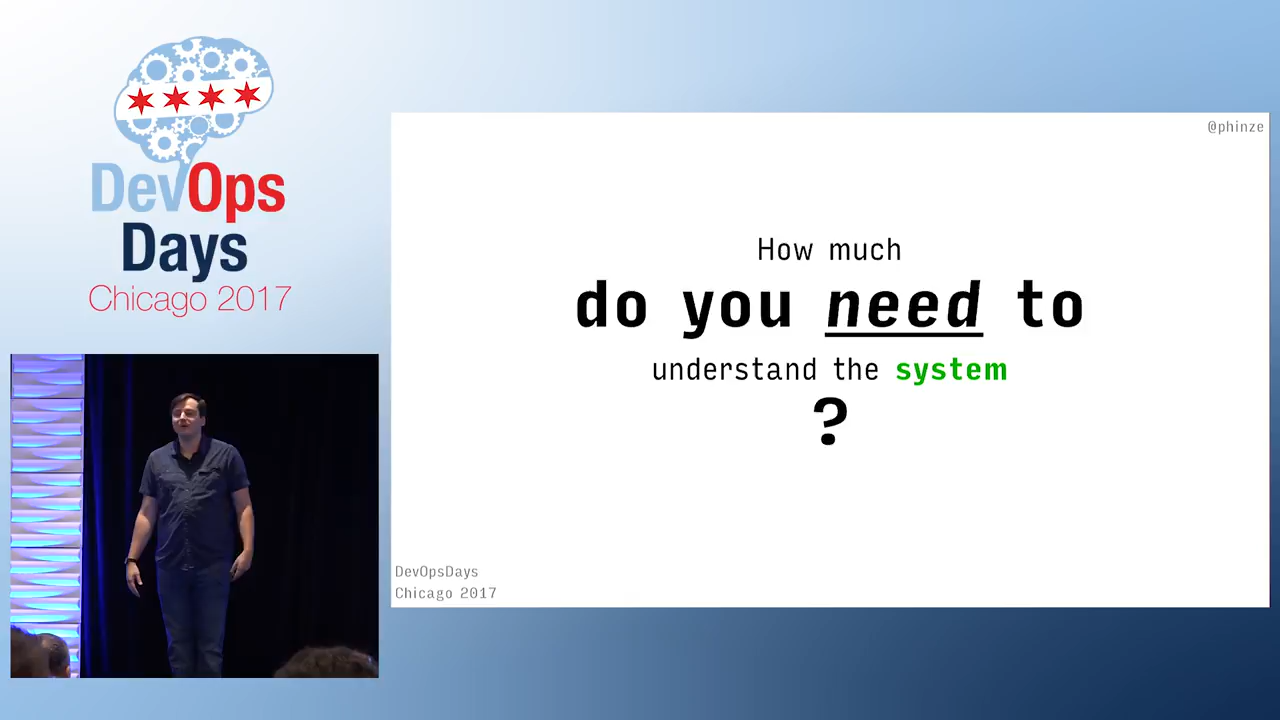 DevOps
Days
Chicago 2017
@phinze
How much
do you need to
understand the system
?
DevOpsDays
Chicago 2017